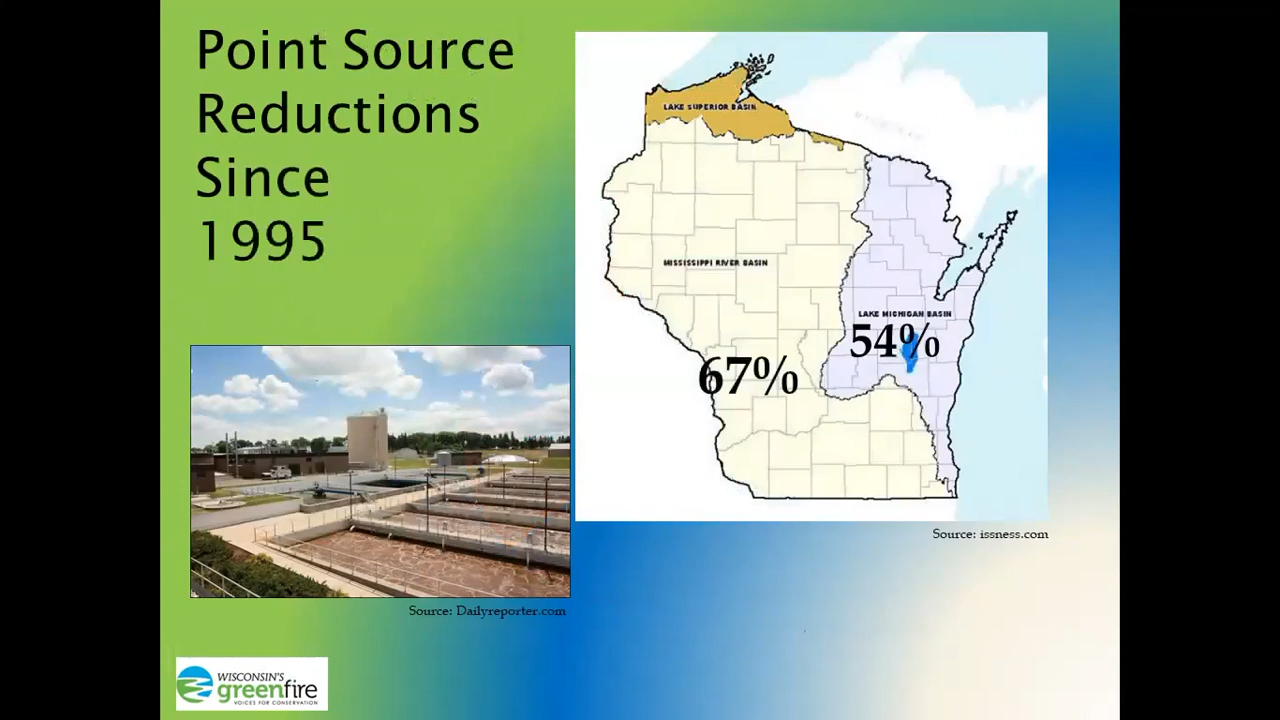 Point Source
Reductions
Since
1995
LAKE SUPERIOR BASIN
MISSISSIPPI RIVER BASIN
LAKE MICHIGAN BASIN
54%
67%
Source: issness.com
Source: Dailyreporter.com
WISCONSIN'S
greenfire
VOICES FOR CONSERVATION